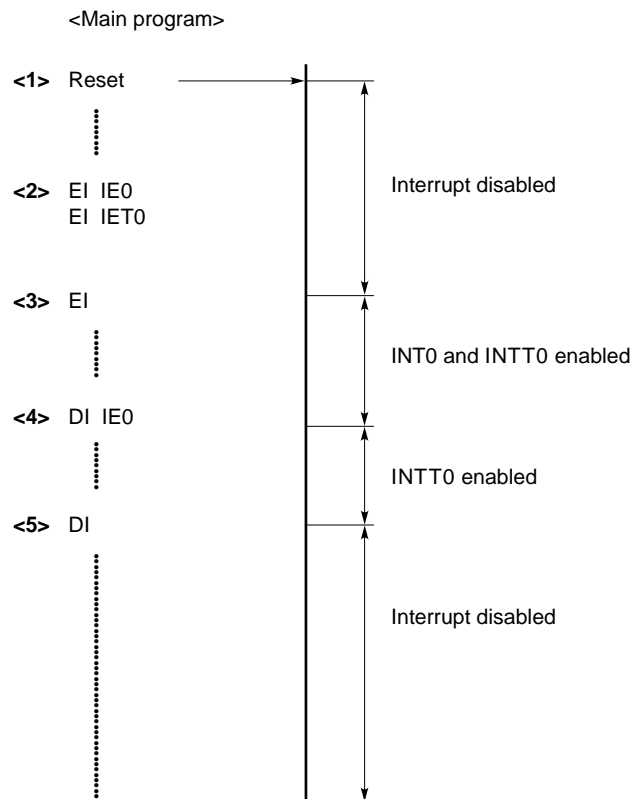 <Main program>
<1> Reset
<2> EI IE0
EI IET0
Interrupt disabled
<3> EI
INT0 and INTT0 enabled
<4> DI IE0
INTT0 enabled
<5> DI
Interrupt disabled